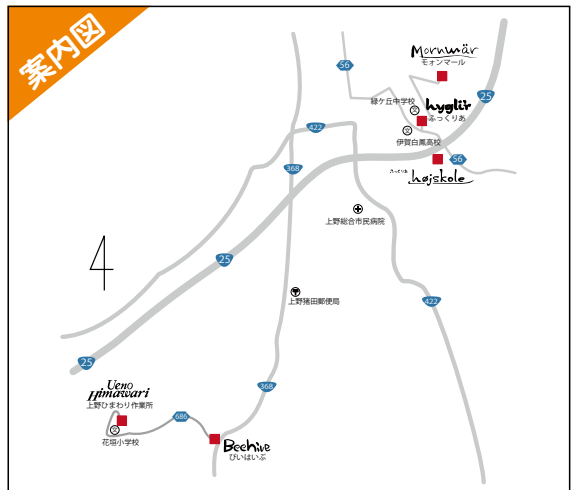 案内図
Mornmär
モォンマール
56
25
緑ケ丘中学校
文
hyglir
ふっくりあ
422
文
伊賀白鳳高校
56
368
højskole
上野総合市民病院
4
25
上野猪田郵便局
422
25
368
Ueno
Himawari
上野ひまわり作業所
文
花垣小学校
686
Beehive
びいはいぶ